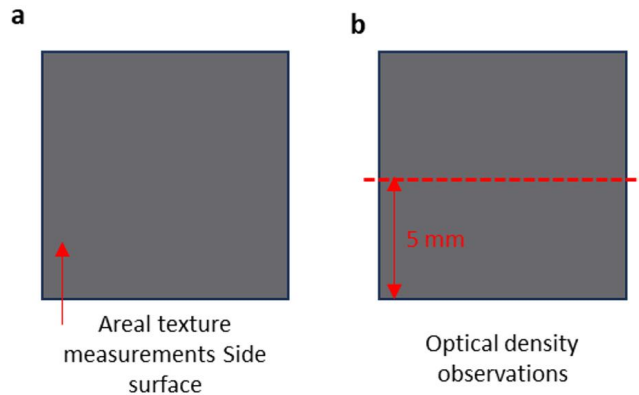 a
b
5 mm
Areal texture
measurements Side
surface
Optical density
observations